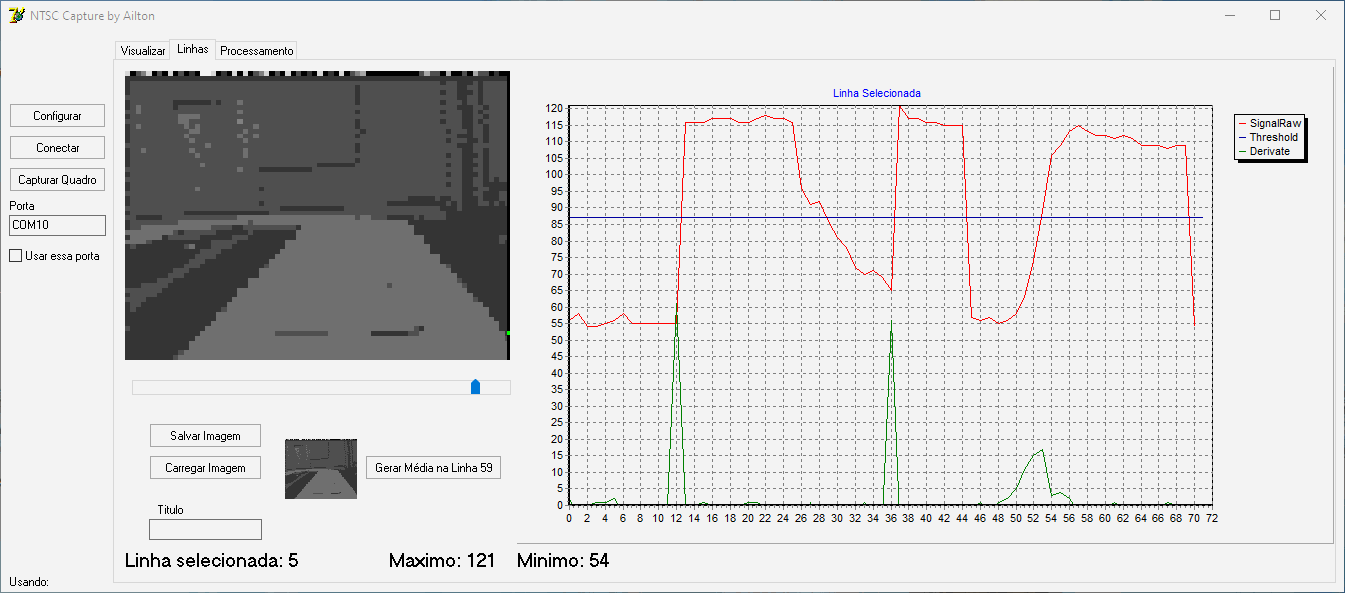 NTSC Capture by Ailton
Visualizar Linhas Processamento
Configurar
Conectar
Capturar Quadro
Porta
COM10
Usar essa porta
Salvar Imagem
Carregar Imagem
Gerar Média na Linha 59
Titulo
Linha selecionada: 5 Maximo: 121 Minimo: 54
Usando:
Linha Selecionada
120
115
110
105
100
95
90
85
80
75
70
65
60
55
50
45
40
35
30
25
20
15
10
5
0
0 2 4 6 8 10 12 14 16 18 20 22 24 26 28 30 32 34 36 38 40 42 44 46 48 50 52 54 56 58 60 62 64 66 68 70 72
SignalRaw
Threshold
Derivate